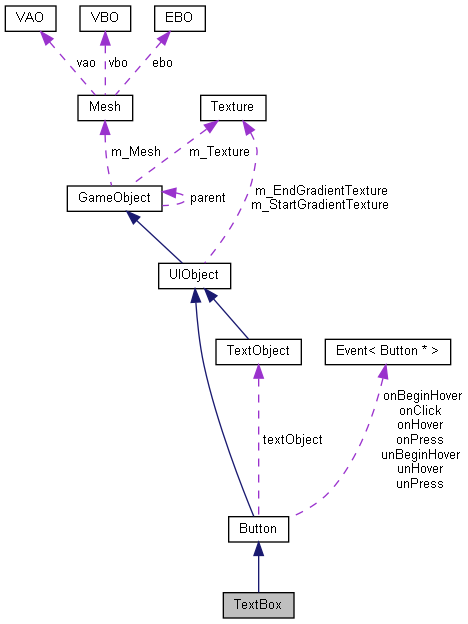 VAO
VBO
EBO
vao
vbo
ebo
Mesh
Texture
m_Mesh
m_Texture
GameObject
parent
m_EndGradientTexture
m_StartGradientTexture
UIObject
TextObject
Event< Button * >
textObject
onBeginHover
onClick
onHover
onPress
unBeginHover
unHover
unPress
Button
TextBox